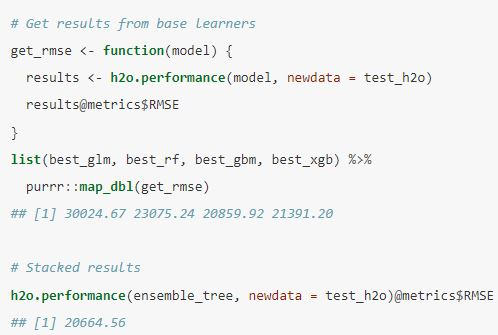 # Get results from base learners
get_rmse <- function(model) {
  results <- h2o.performance(model, newdata = test_h2o)
  results@metrics$RMSE
}
list(best_glm, best_rf, best_gbm, best_xgb) %>%
  purrr::map_dbl(get_rmse)
## [1] 30024.67 23075.24 20859.92 21391.20

# Stacked results
h2o.performance(ensemble_tree, newdata = test_h2o)@metrics$RMSE
## [1] 20664.56